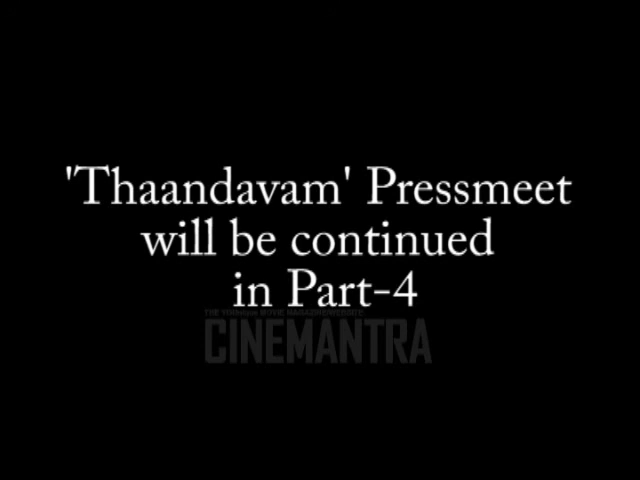 'Thaandavam' Pressmeet
will be continued
in Part-4
CINEMANTRA